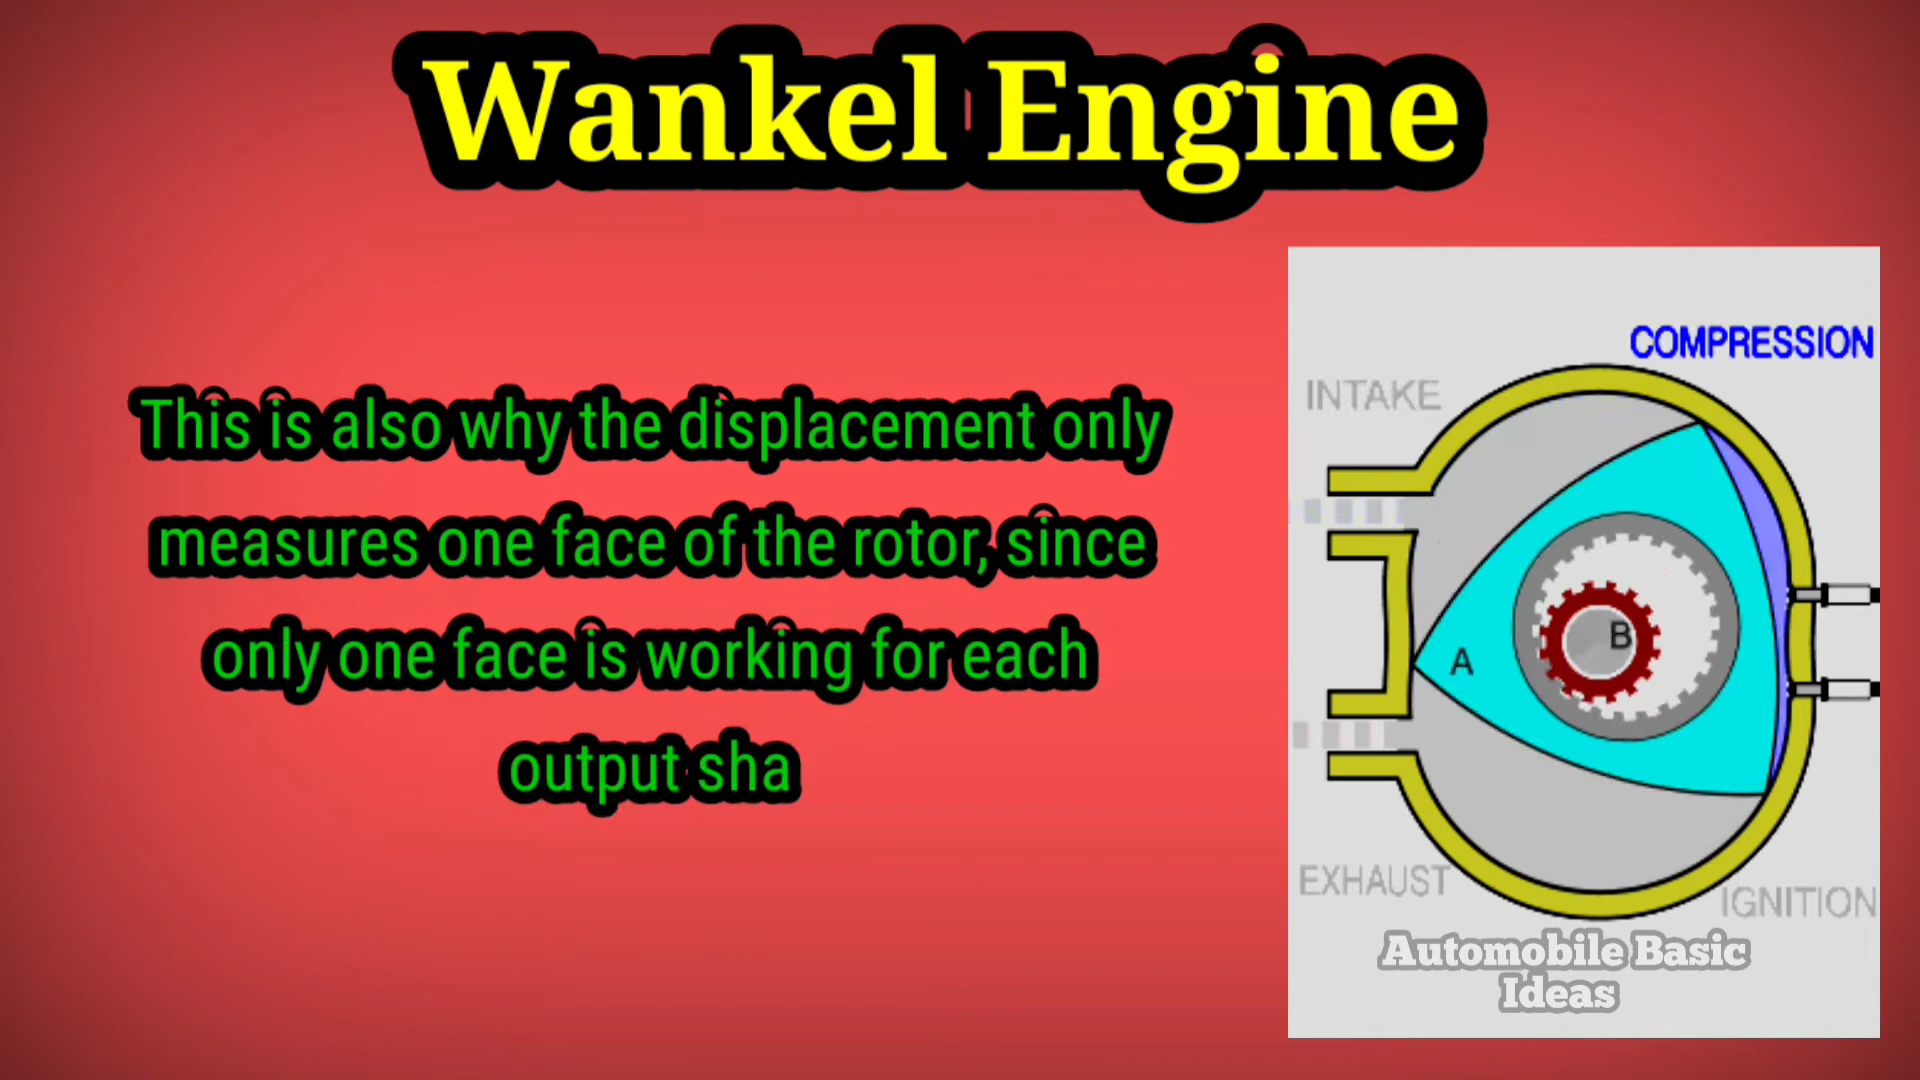 Wankel Engine
This is also why the displacement only
measures one face of the rotor, since
only one face is working for each
output sha
COMPRESSION
INTAKE
B
A
EXHAUST
IGNITION
Automobile Basic
Ideas